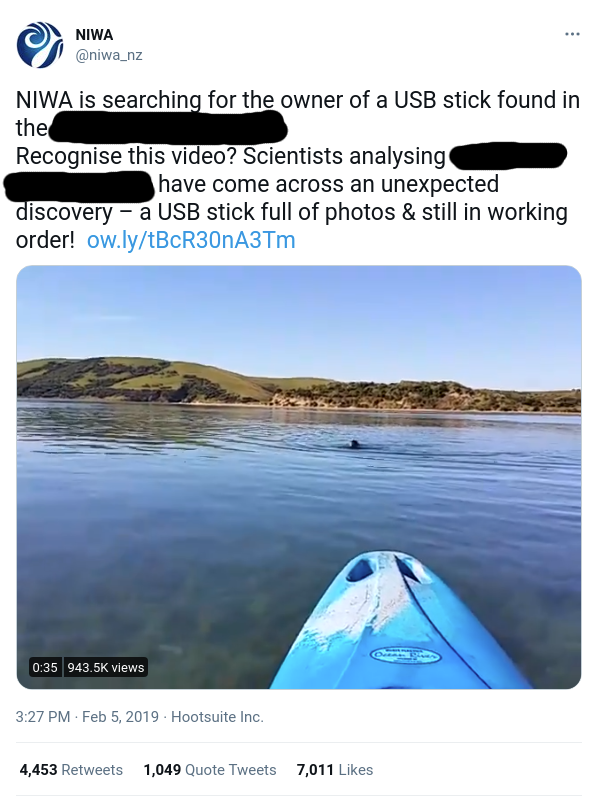 NIWA
@niwa_nz
NIWA is searching for the owner of a USB stick found in
the
Recognise this video? Scientists analysing
have come across an unexpected
discovery – a USB stick full of photos & still in working
order! ow.ly/tBcR30nA3Tm
Ocean River
0:35 943.5K views
3:27 PM · Feb 5, 2019 · Hootsuite Inc.
4,453 Retweets 1,049 Quote Tweets 7,011 Likes